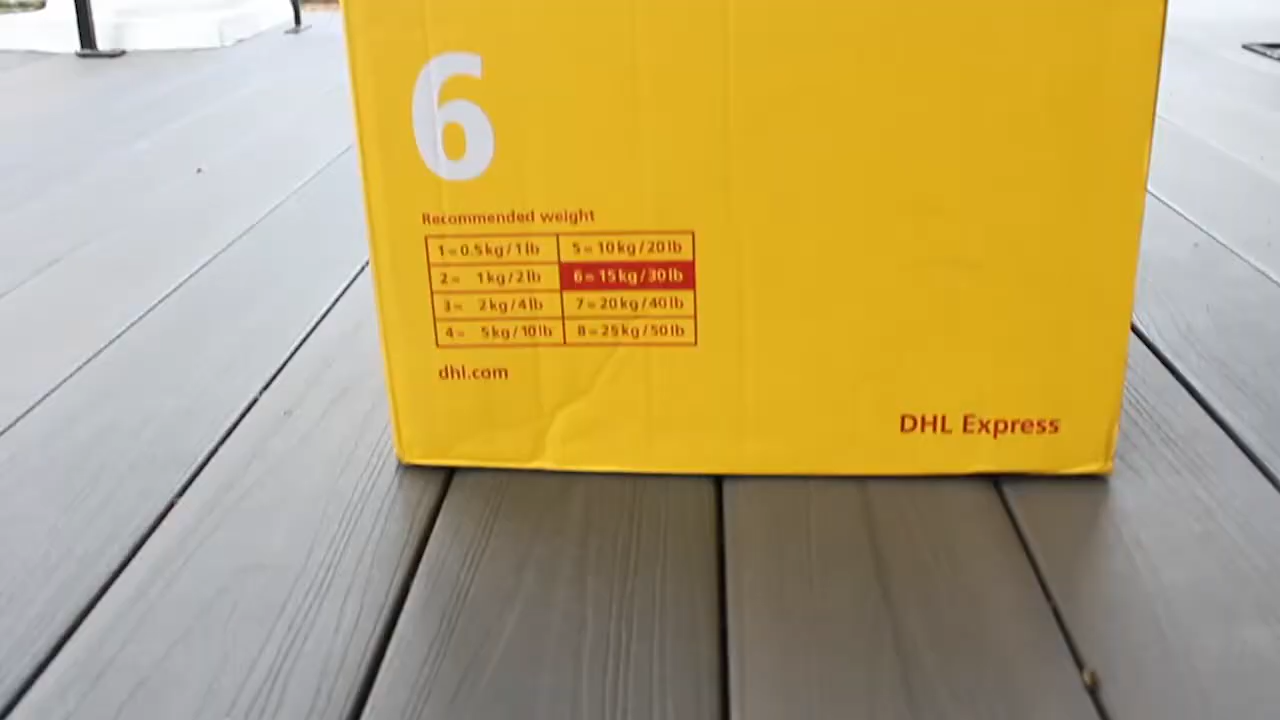 6
Recommended weight
1=0.5kg/1lb 5=10kg/20lb
2= 1kg/2lb 6=15kg/30lb
3= 2kg/4lb 7=20kg/40lb
4= 5kg/10lb 8=25kg/50lb
dhl.com
DHL Express